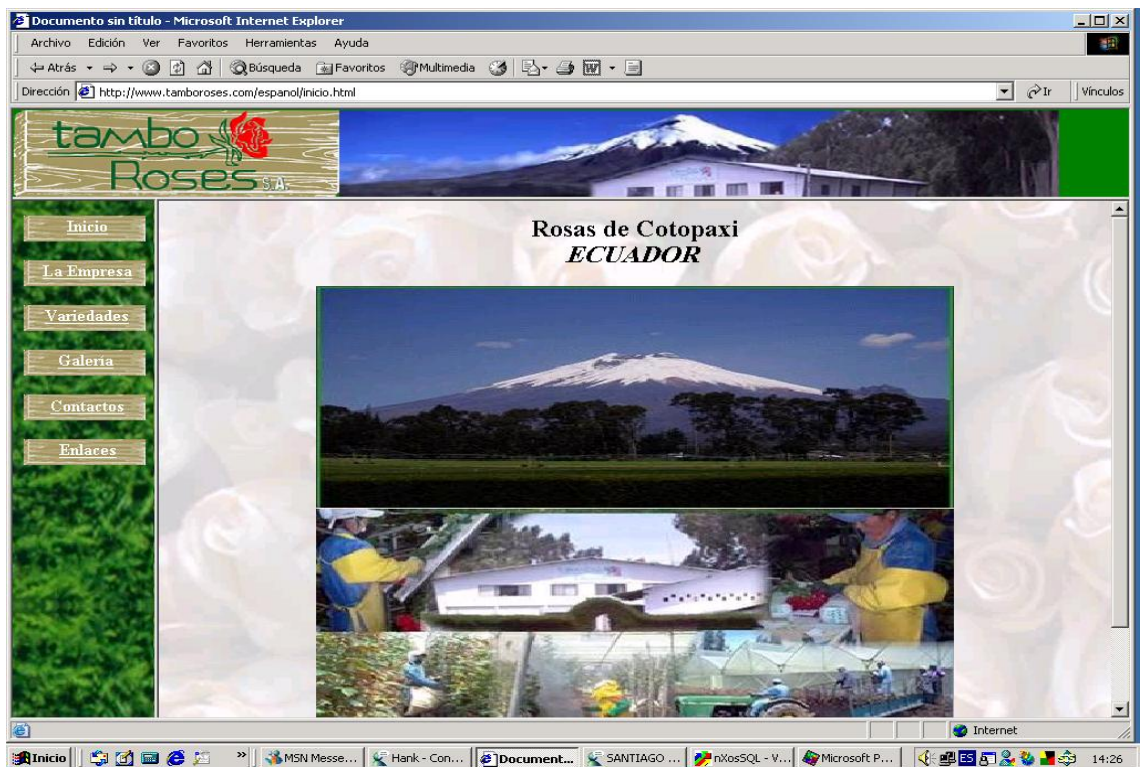 Documento sin título - Microsoft Internet Explorer
Archivo Edición Ver Favoritos Herramientas Ayuda
Atrás Búsqueda Favoritos Multimedia
Dirección http://www.tamboroses.com/espanol/inicio.html Ir Vínculos
tambo
Roses S.A.
Inicio
La Empresa
Variedades
Galería
Contactos
Enlaces
Rosas de Cotopaxi
ECUADOR
Internet
Inicio » MSN Messe... Hank - Con... Document... SANTIAGO ... nXosSQL - V... Microsoft P... ES 14:26